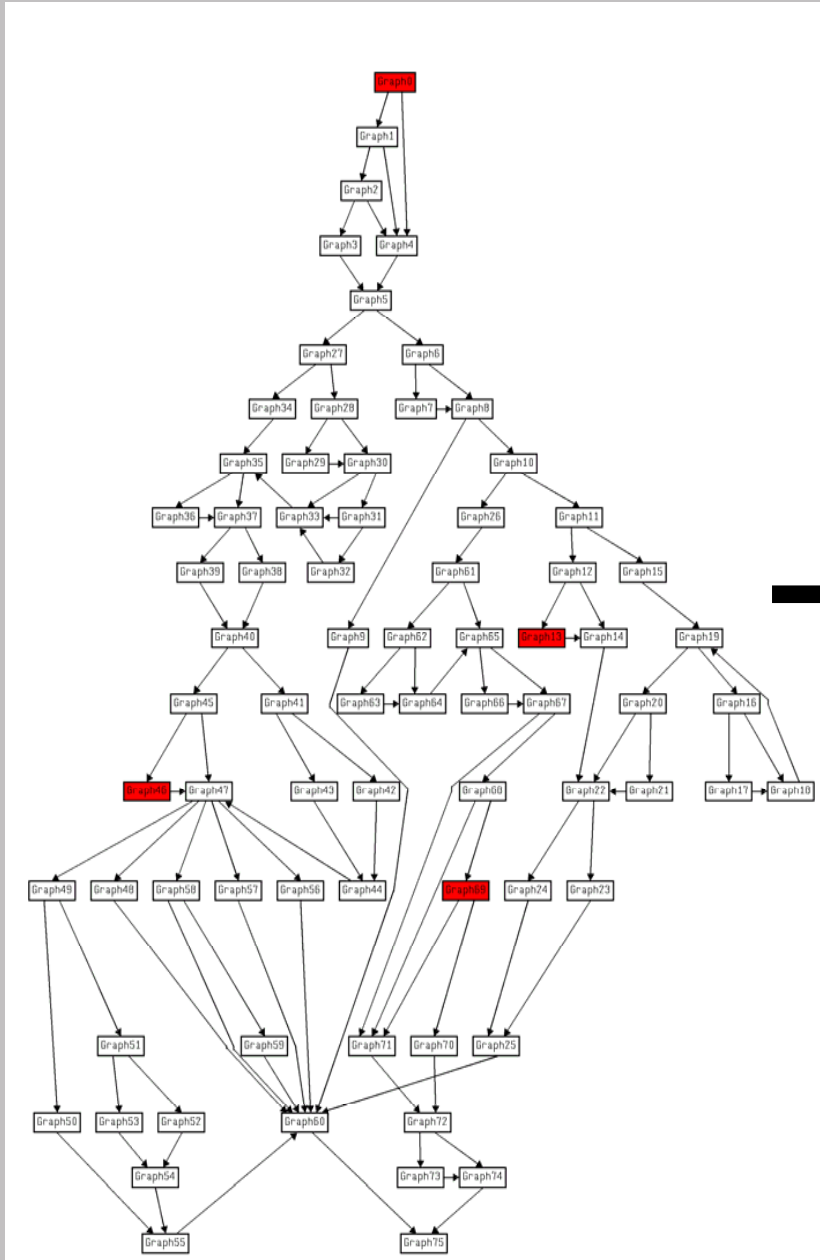 Graph0
Graph1
Graph2
Graph3 Graph4
Graph5
Graph27 Graph6
Graph34 Graph28 Graph7 Graph8
Graph35 Graph29 Graph30 Graph10
Graph36 Graph37 Graph33 Graph31 Graph26 Graph11
Graph39 Graph38 Graph32 Graph61 Graph12 Graph15
Graph40 Graph9 Graph62 Graph65 Graph13 Graph14 Graph19
Graph45 Graph41 Graph63 Graph64 Graph66 Graph67 Graph20 Graph16
Graph46 Graph47 Graph43 Graph42 Graph68 Graph22 Graph21 Graph17 Graph18
Graph49 Graph48 Graph58 Graph57 Graph56 Graph44 Graph69 Graph24 Graph23
Graph51 Graph59 Graph71 Graph70 Graph25
Graph50 Graph53 Graph52 Graph60 Graph72
Graph54 Graph73 Graph74
Graph55 Graph75